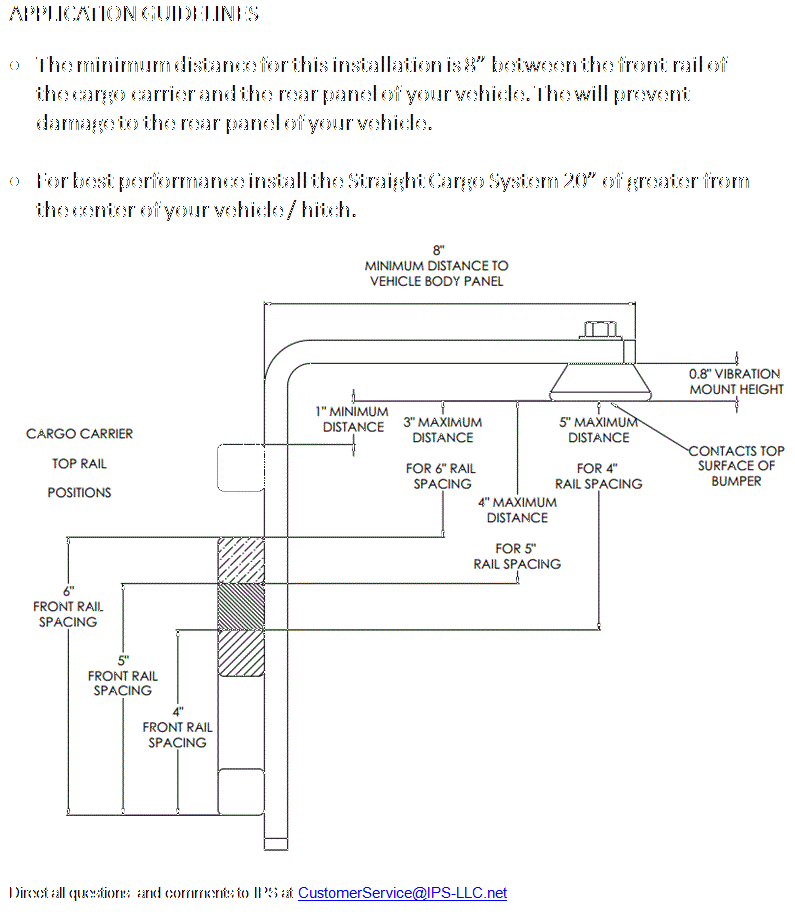 APPLICATION GUIDELINES
○ The minimum distance for this installation is 8” between the front rail of
the cargo carrier and the rear panel of your vehicle. The will prevent
damage to the rear panel of your vehicle.
○ For best performance install the Straight Cargo System 20” of greater from
the center of your vehicle / hitch.
8"
MINIMUM DISTANCE TO
VEHICLE BODY PANEL
0.8" VIBRATION
MOUNT HEIGHT
1" MINIMUM
DISTANCE
3" MAXIMUM
DISTANCE
FOR 6" RAIL
SPACING
5" MAXIMUM
DISTANCE
FOR 4"
RAIL SPACING
CONTACTS TOP
SURFACE OF
BUMPER
CARGO CARRIER
TOP RAIL
POSITIONS
4" MAXIMUM
DISTANCE
FOR 5"
RAIL SPACING
6"
FRONT RAIL
SPACING
5"
FRONT RAIL
SPACING
4"
FRONT RAIL
SPACING
Direct all questions and comments to IPS at CustomerService@IPS-LLC.net